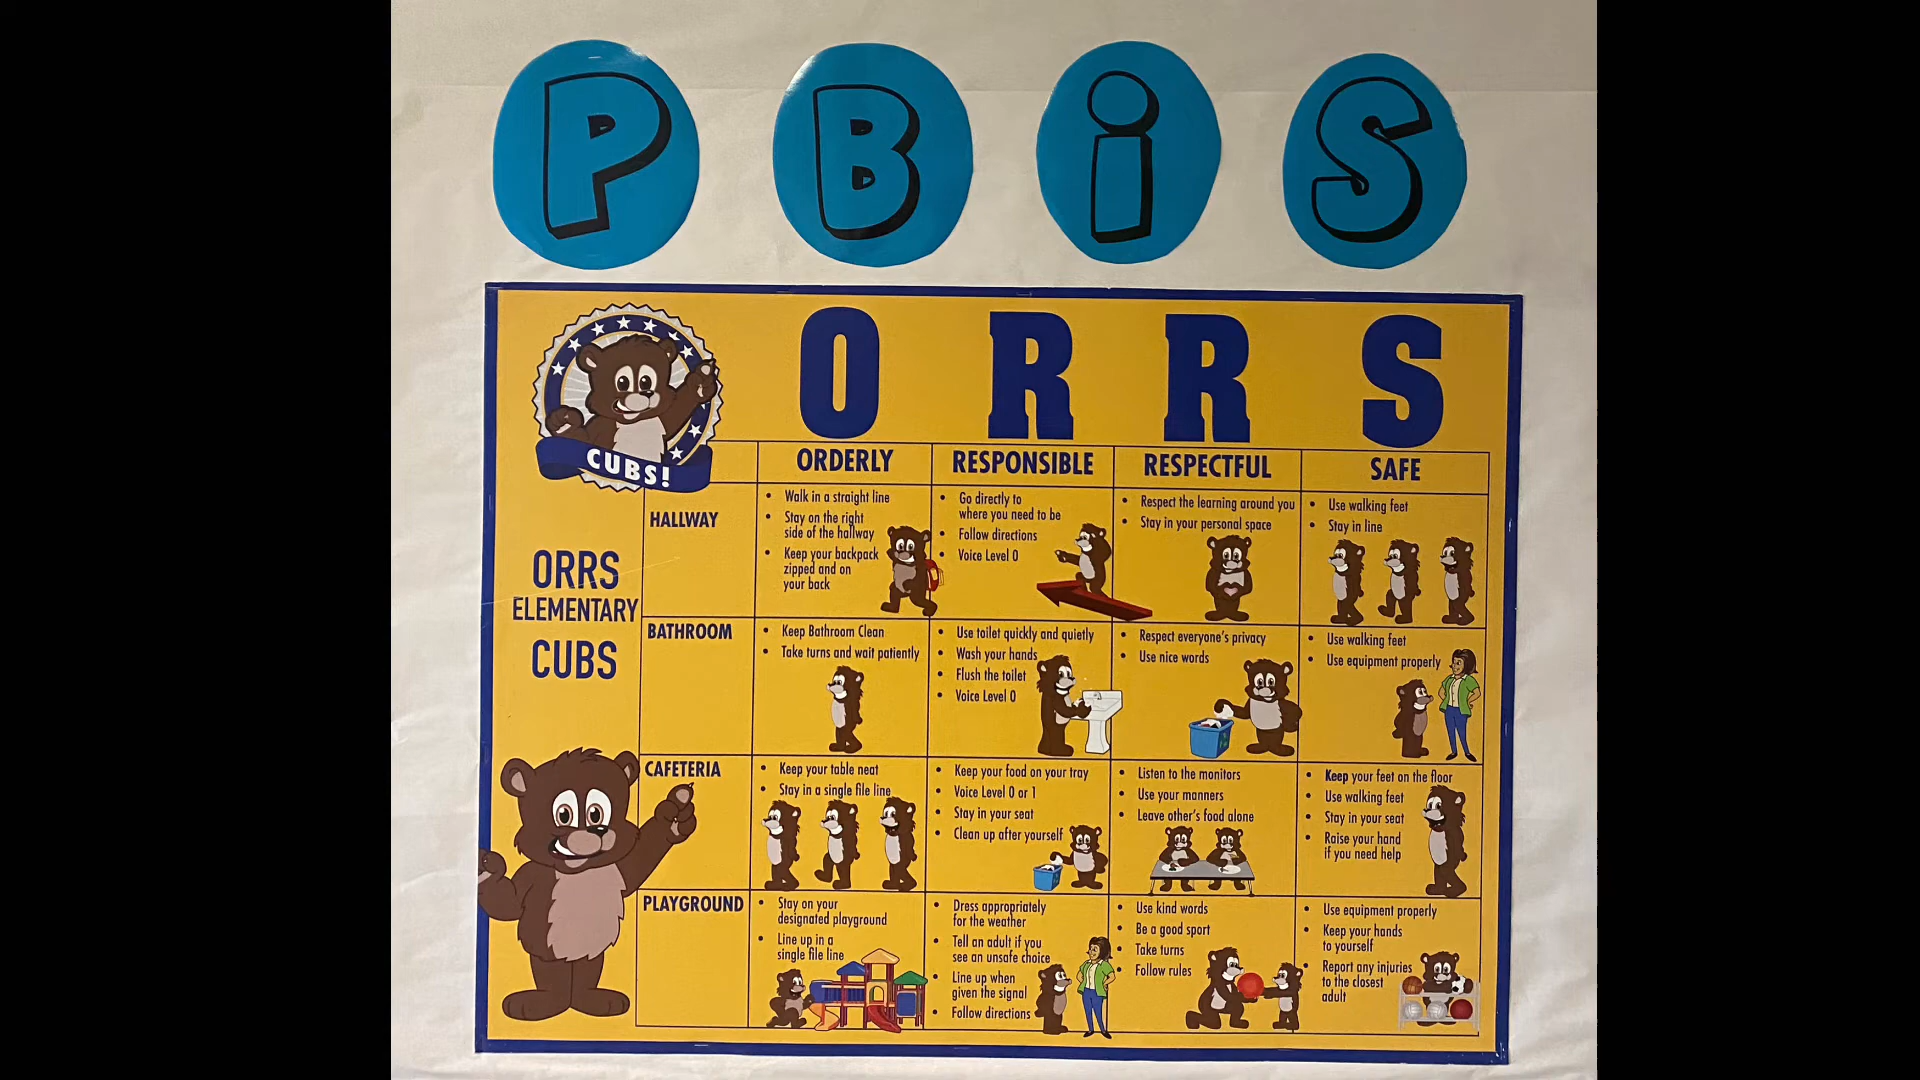 PBiS
ORRS
CUBS!
ORDERLY
RESPONSIBLE
RESPECTFUL
SAFE
ORRS
ELEMENTARY
CUBS
HALLWAY
• Walk in a straight line
• Stay on the right
side of the hallway
• Keep your backpack
zipped and on
your back
• Go directly to
where you need to be
• Follow directions
• Voice Level 0
• Respect the learning around you
• Stay in your personal space
• Use walking feet
• Stay in line
BATHROOM
• Keep Bathroom Clean
• Take turns and wait patiently
• Use toilet quickly and quietly
• Wash your hands
• Flush the toilet
• Voice Level 0
• Respect everyone's privacy
• Use nice words
• Use walking feet
• Use equipment properly
CAFETERIA
• Keep your table neat
• Stay in a single file line
• Keep your food on your tray
• Voice Level 0 or 1
• Stay in your seat
• Clean up after yourself
• Listen to the monitors
• Use your manners
• Leave other's food alone
• Keep your feet on the floor
• Use walking feet
• Stay in your seat
• Raise your hand
if you need help
PLAYGROUND
• Stay on your
designated playground
• Line up in a
single file line
• Dress appropriately
for the weather
• Tell an adult if you
see an unsafe choice
• Line up when
given the signal
• Follow directions
• Use kind words
• Be a good sport
• Take turns
• Follow rules
• Use equipment properly
• Keep your hands
to yourself
• Report any injuries
to the closest
adult